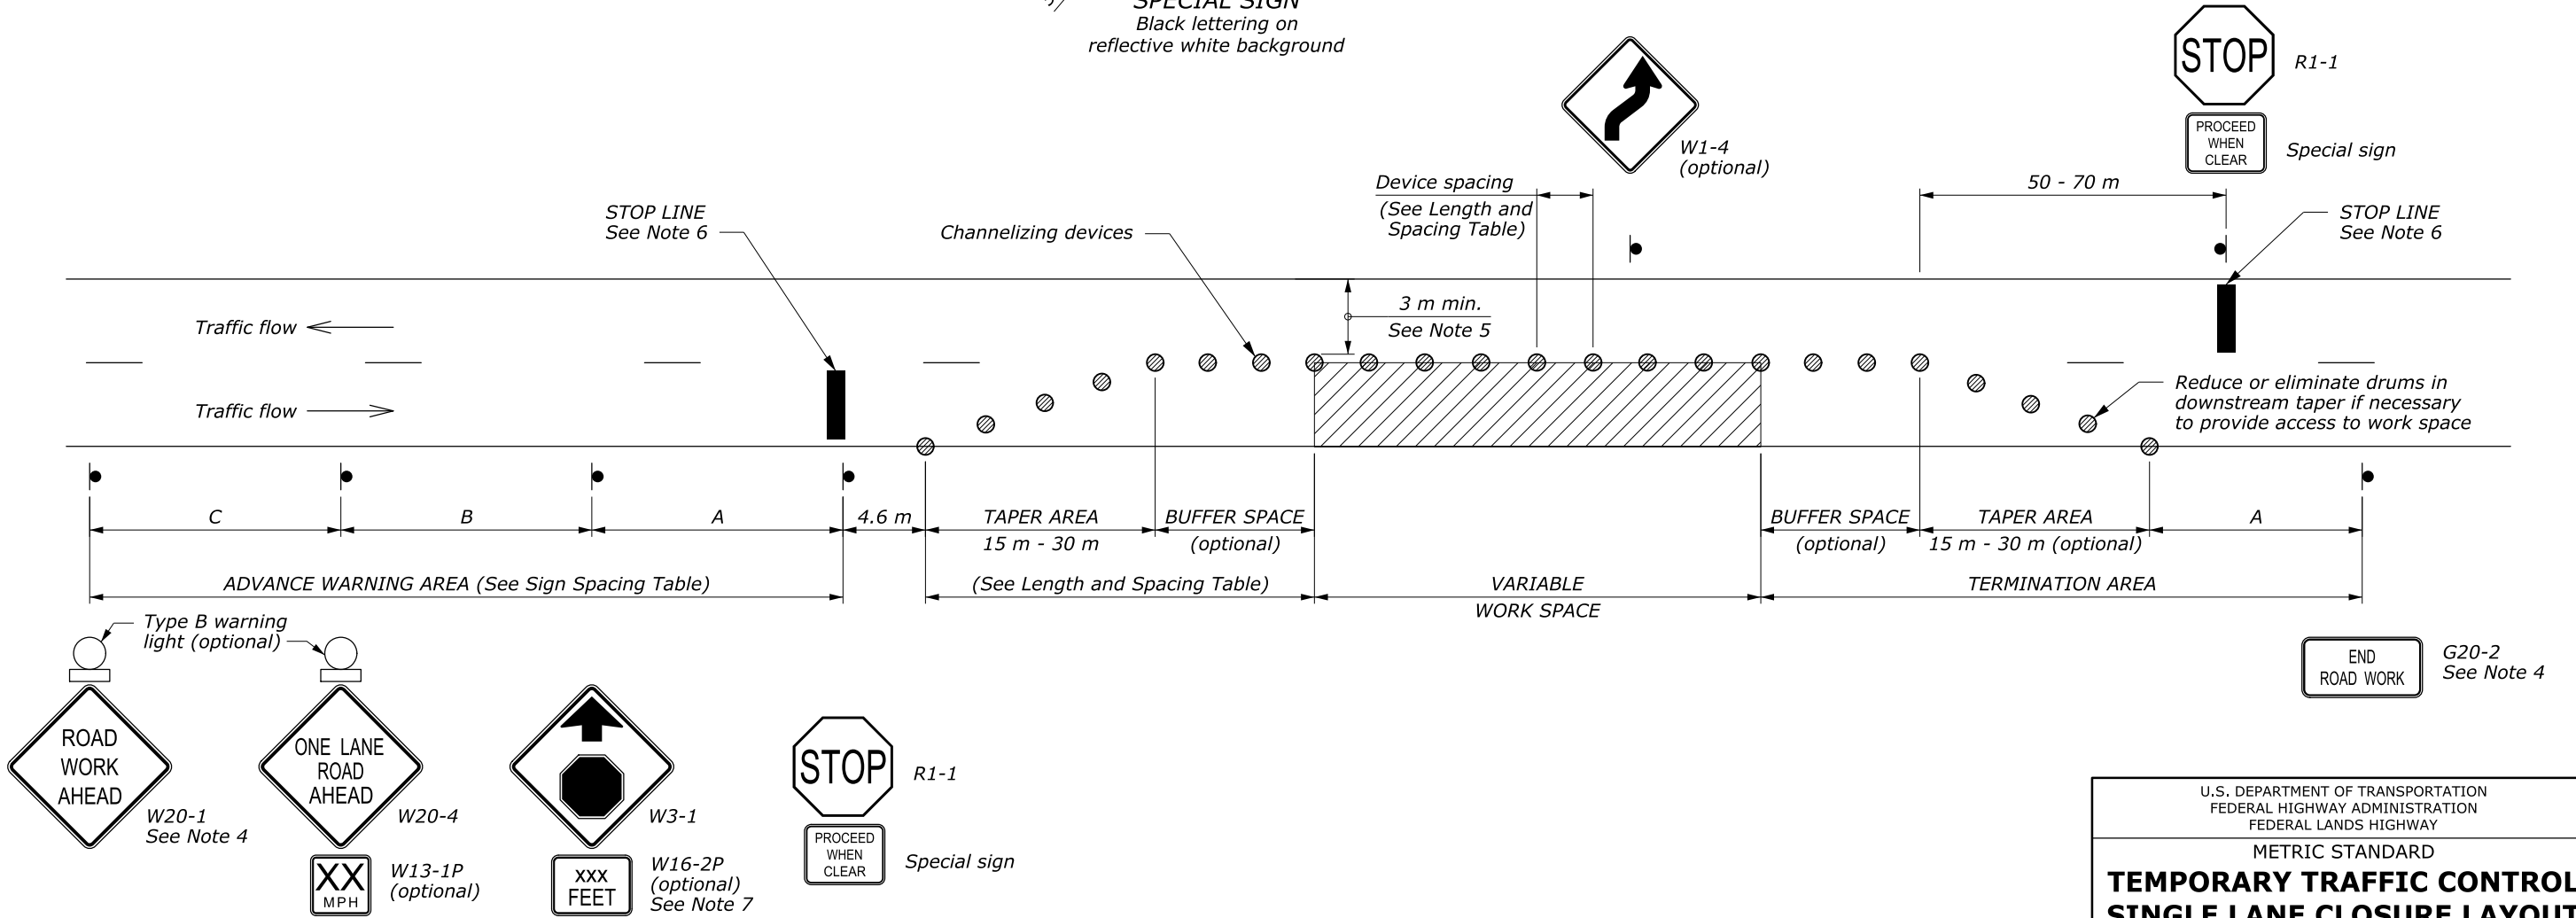 SPECIAL SIGN
Black lettering on
reflective white background
STOP
R1-1
PROCEED
WHEN
CLEAR
Special sign
W1-4
(optional)
Device spacing
(See Length and
Spacing Table)
50 - 70 m
STOP LINE
See Note 6
Channelizing devices
STOP LINE
See Note 6
3 m min.
See Note 5
Traffic flow
Traffic flow
Reduce or eliminate drums in
downstream taper if necessary
to provide access to work space
C
B
A
4.6 m
TAPER AREA
15 m - 30 m
BUFFER SPACE
(optional)
BUFFER SPACE
(optional)
TAPER AREA
15 m - 30 m (optional)
A
ADVANCE WARNING AREA (See Sign Spacing Table)
(See Length and Spacing Table)
VARIABLE
WORK SPACE
TERMINATION AREA
Type B warning
light (optional)
ROAD
WORK
AHEAD
W20-1
See Note 4
ONE LANE
ROAD
AHEAD
W20-4
XX
MPH
W13-1P
(optional)
W3-1
XXX
FEET
W16-2P
(optional)
See Note 7
STOP
R1-1
PROCEED
WHEN
CLEAR
Special sign
END
ROAD WORK
G20-2
See Note 4
U.S. DEPARTMENT OF TRANSPORTATION
FEDERAL HIGHWAY ADMINISTRATION
FEDERAL LANDS HIGHWAY
METRIC STANDARD
TEMPORARY TRAFFIC CONTROL
SINGLE LANE CLOSURE LAYOUT